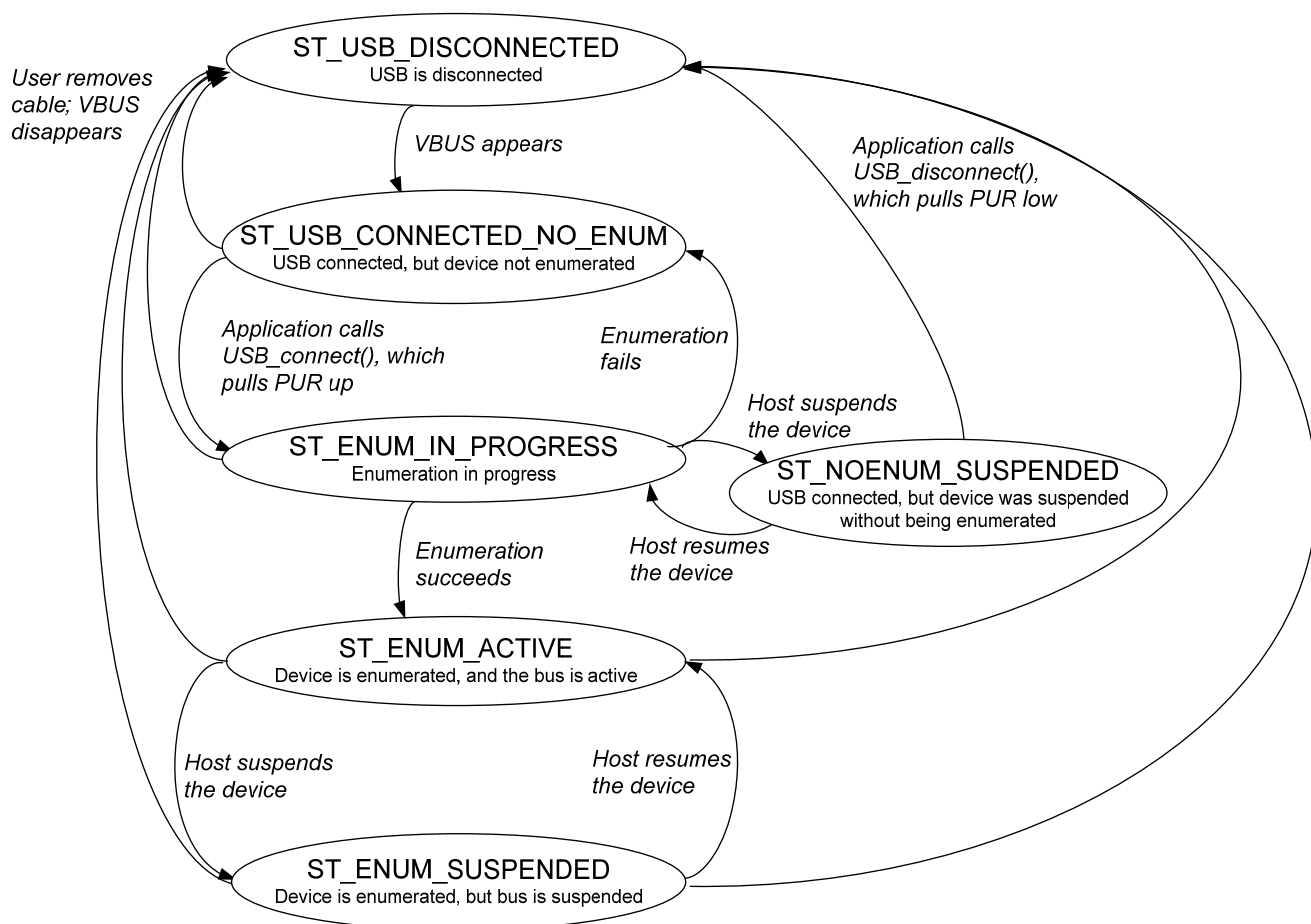 ST_USB_DISCONNECTED
USB is disconnected
User removes
cable; VBUS
disappears
VBUS appears
Application calls
USB_disconnect(),
which pulls PUR low
ST_USB_CONNECTED_NO_ENUM
USB connected, but device not enumerated
Application calls
USB_connect(), which
pulls PUR up
Enumeration
fails
Host suspends
the device
ST_ENUM_IN_PROGRESS
Enumeration in progress
ST_NOENUM_SUSPENDED
USB connected, but device was suspended
without being enumerated
Host resumes
the device
Enumeration
succeeds
ST_ENUM_ACTIVE
Device is enumerated, and the bus is active
Host suspends
the device
Host resumes
the device
ST_ENUM_SUSPENDED
Device is enumerated, but bus is suspended